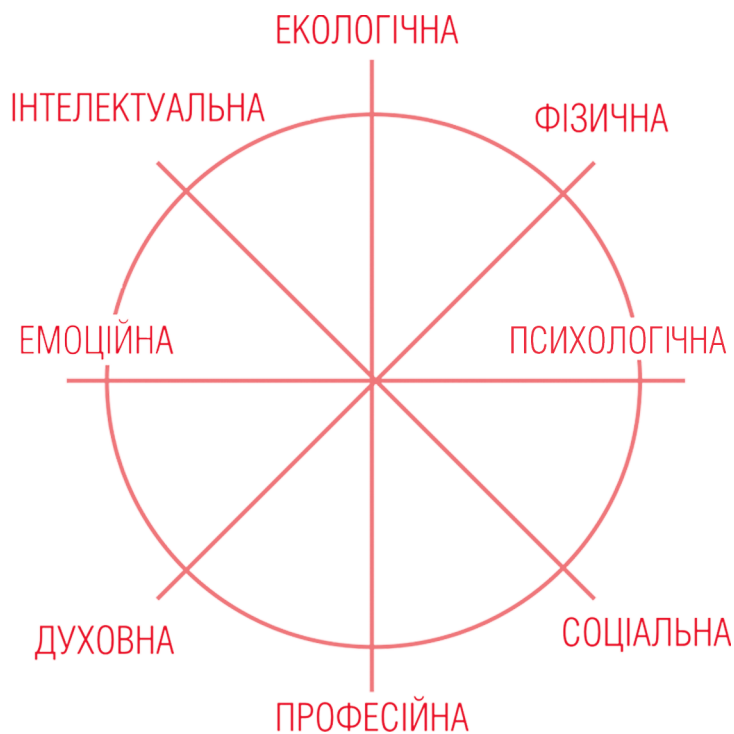 ЕКОЛОГІЧНА
ІНТЕЛЕКТУАЛЬНА
ФІЗИЧНА
ЕМОЦІЙНА
ПСИХОЛОГІЧНА
ДУХОВНА
СОЦІАЛЬНА
ПРОФЕСІЙНА